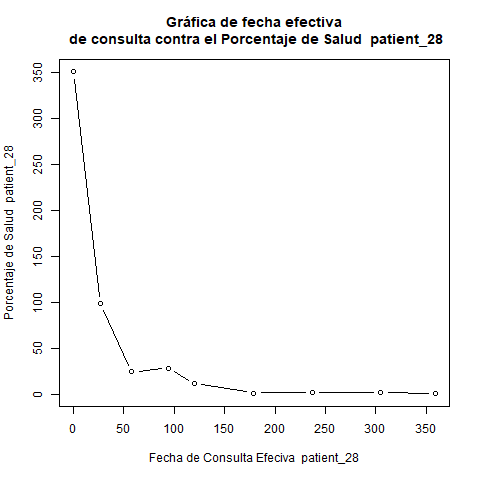 Gráfica de fecha efectiva
de consulta contra el Porcentaje de Salud patient_28
Porcentaje de Salud patient_28
350
300
250
200
150
100
50
0
0 50 100 150 200 250 300 350
Fecha de Consulta Efeciva patient_28